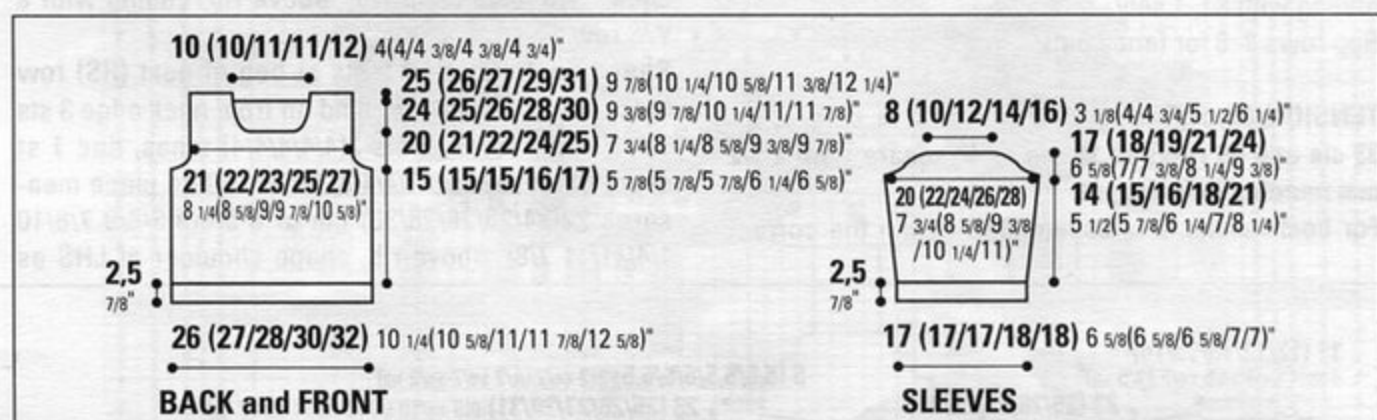 10 (10/11/11/12) 4(4/4 3/8/4 3/8/4 3/4)"
25 (26/27/29/31) 9 7/8(10 1/4/10 5/8/11 3/8/12 1/4)"
24 (25/26/28/30) 9 3/8(9 7/8/10 1/4/11/11 7/8)"
20 (21/22/24/25) 7 3/4(8 1/4/8 5/8/9 3/8/9 7/8)"
15 (15/15/16/17) 5 7/8(5 7/8/5 7/8/6 1/4/6 5/8)"
21 (22/23/25/27)
8 1/4(8 5/8/9/9 7/8/10 5/8)"
2,5
7/8"
26 (27/28/30/32) 10 1/4(10 5/8/11/11 7/8/12 5/8)"
BACK and FRONT
8 (10/12/14/16) 3 1/8(4/4 3/4/5 1/2/6 1/4)"
17 (18/19/21/24)
6 5/8(7/7 3/8/8 1/4/9 3/8)"
14 (15/16/18/21)
5 1/2(5 7/8/6 1/4/7/8 1/4)"
20 (22/24/26/28)
7 3/4(8 5/8/9 3/8
/10 1/4/11)"
2,5
7/8"
17 (17/17/18/18) 6 5/8(6 5/8/6 5/8/7/7)"
SLEEVES